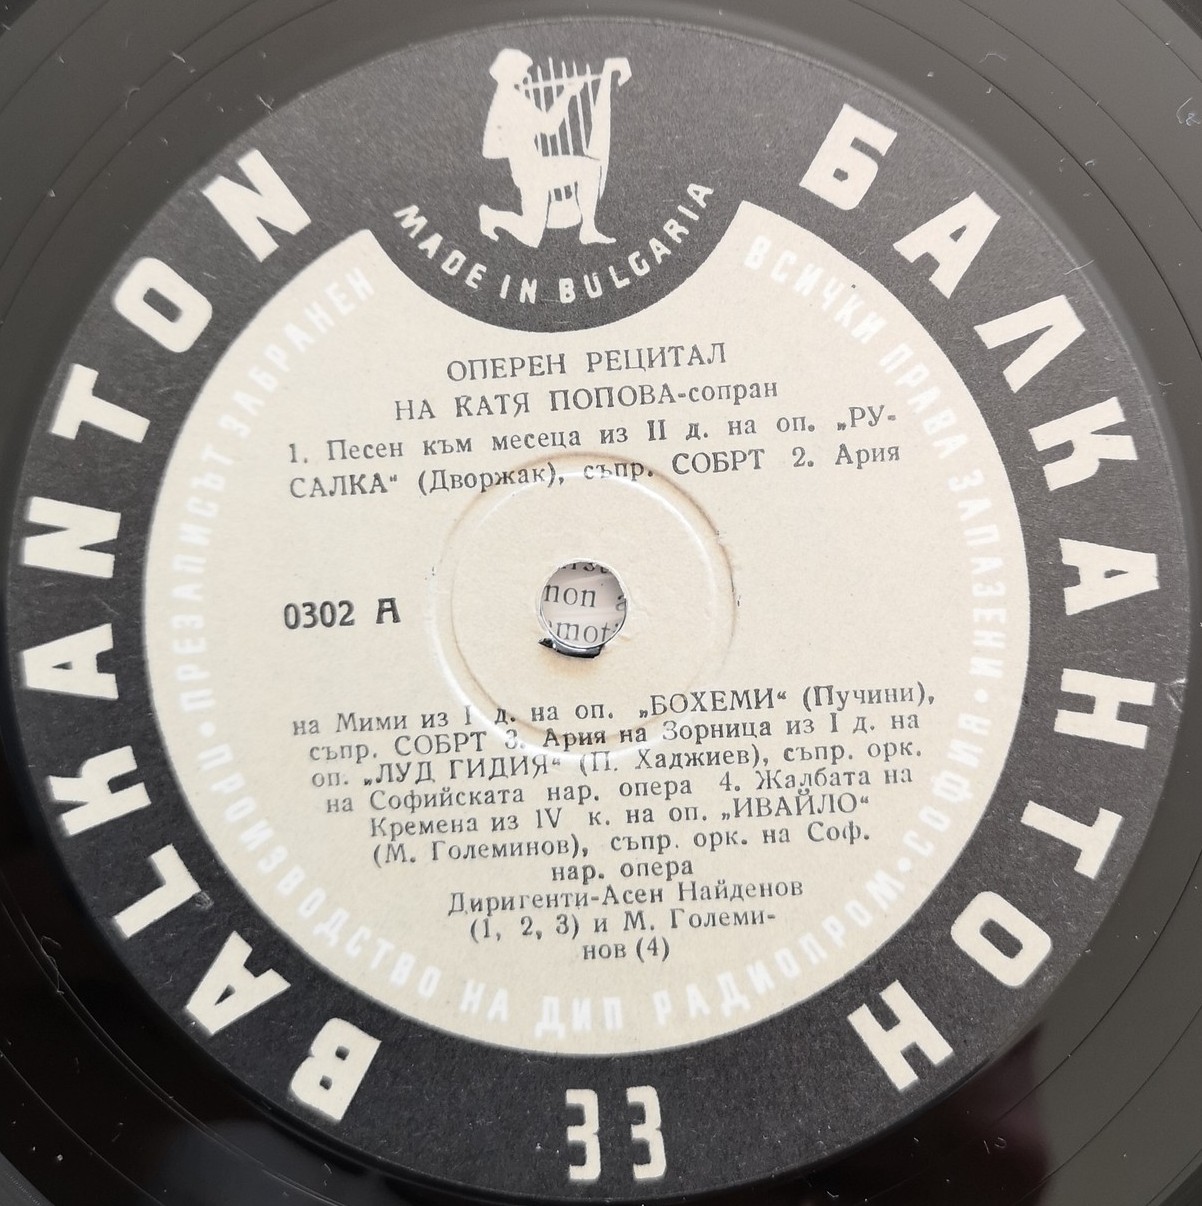 BALKANTON
БАЛКАНТОН
MADE IN BULGARIA
ВСИЧКИ ПРАВА ЗАПАЗЕНИ • СОФИЯ •
ПРОИЗВОДСТВО НА ДИП РАДИОПРОМ •
ПРЕЗАПИСЪТ ЗАБРАНЕН
ОПЕРЕН РЕЦИТАЛ
НА КАТЯ ПОПОВА-сопран
1. Песен към месеца из II д. на оп. „РУ-
САЛКА“ (Дворжак), съпр. СОБРТ 2. Ария
0302 А
non
на Мими из I д. на оп. „БОХЕМИ“ (Пучини),
съпр. СОБРТ 3. Ария на Зорница из I д. на
оп. „ЛУД ГИДИЯ“ (П. Хаджиев), съпр. орк.
на Софийската нар. опера 4. Жалбата на
Кремена из IV к. на оп. „ИВАЙЛО“
(М. Големинов), съпр. орк. на Соф.
нар. опера
Диригенти-Асен Найденов
(1, 2, 3) и М. Големи-
нов (4)
33